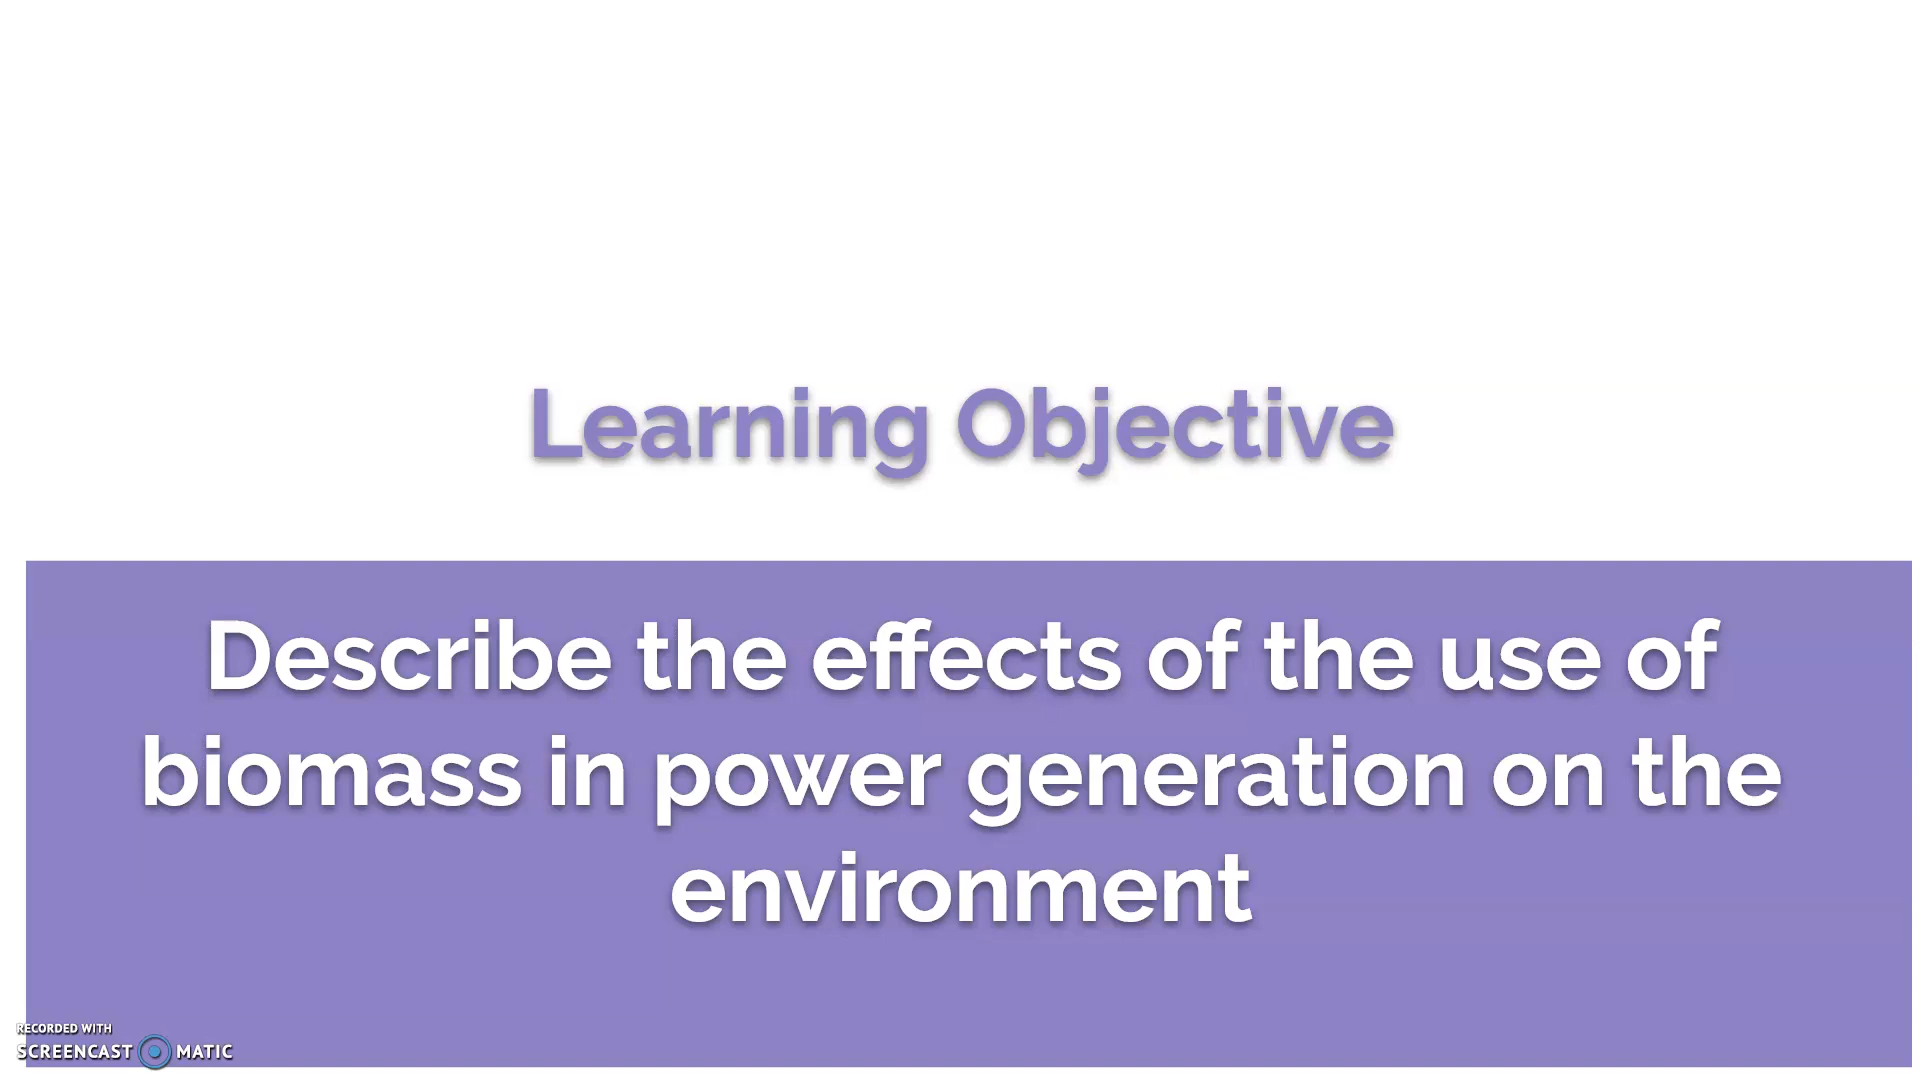 Learning Objective
Describe the effects of the use of
biomass in power generation on the
environment
RECORDED WITH
SCREENCAST MATIC